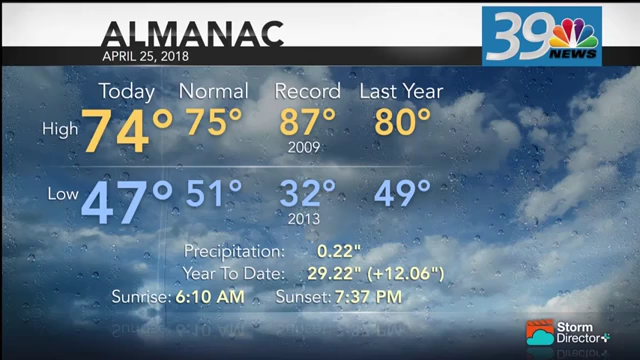 ALMANAC
APRIL 25, 2018
39 NEWS
Today Normal Record Last Year
High 74° 75° 87° 80°
2009
Low 47° 51° 32° 49°
2013
Precipitation: 0.22"
Year To Date: 29.22" (+12.06")
Sunrise: 6:10 AM Sunset: 7:37 PM
Storm
Director+